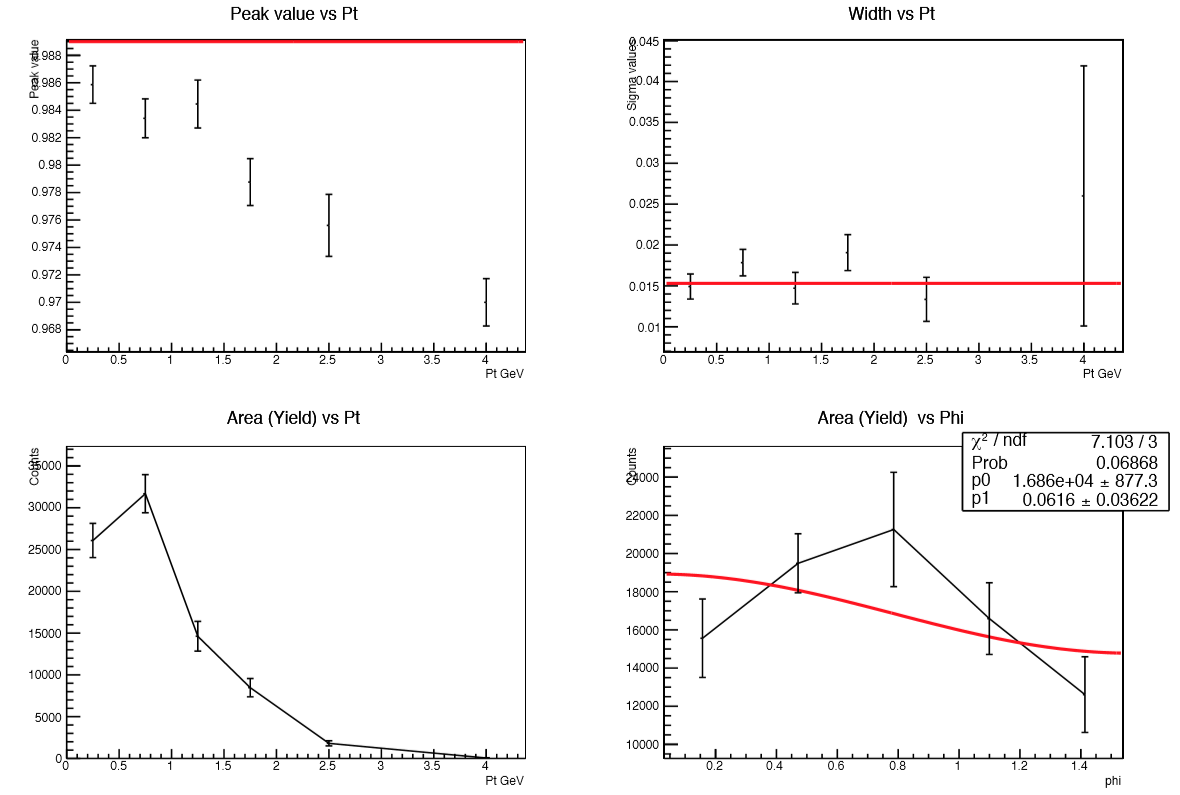 Peak value vs Pt
Peak value
0.988
0.986
0.984
0.982
0.98
0.978
0.976
0.974
0.972
0.97
0.968
0 0.5 1 1.5 2 2.5 3 3.5 4
Pt GeV
Width vs Pt
Sigma values
0.045
0.04
0.035
0.03
0.025
0.02
0.015
0.01
0 0.5 1 1.5 2 2.5 3 3.5 4
Pt GeV
Area (Yield) vs Pt
Counts
35000
30000
25000
20000
15000
10000
5000
0
0 0.5 1 1.5 2 2.5 3 3.5 4
Pt GeV
Area (Yield)  vs Phi
χ² / ndf 7.103 / 3
Prob 0.06868
p0 1.686e+04 ± 877.3
p1 0.0616 ± 0.03622
Counts
24000
22000
20000
18000
16000
14000
12000
10000
0.2 0.4 0.6 0.8 1 1.2 1.4
phi